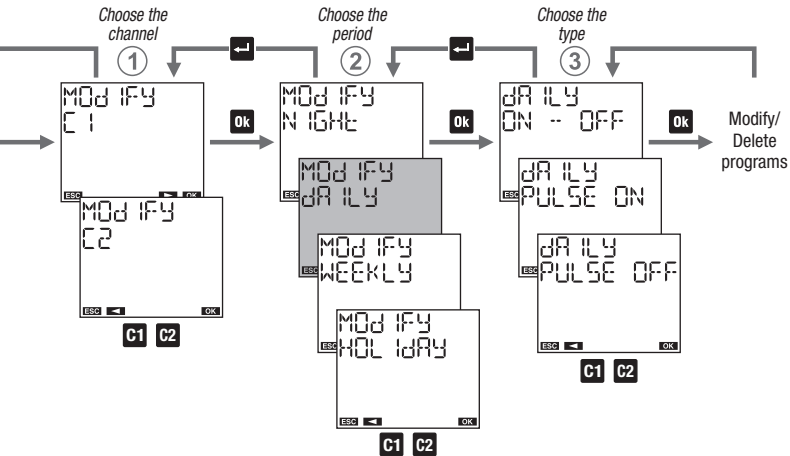 Choose the
channel
1
MOdIFY
C1
ESC ► OK
MOdIFY
C2
ESC ◄ OK
C1 C2
Ok
Choose the
period
2
MOdIFY
NIGHt
ESC
MOdIFY
dAILY
ESC
MOdIFY
WEEKLY
ESC
MOdIFY
HOLIdAY
ESC ◄ OK
C1 C2
Ok
Choose the
type
3
dAILY
ON -- OFF
dAILY
PULSE ON
ESC
dAILY
PULSE OFF
ESC ◄ OK
C1 C2
Ok
Modify/
Delete
programs